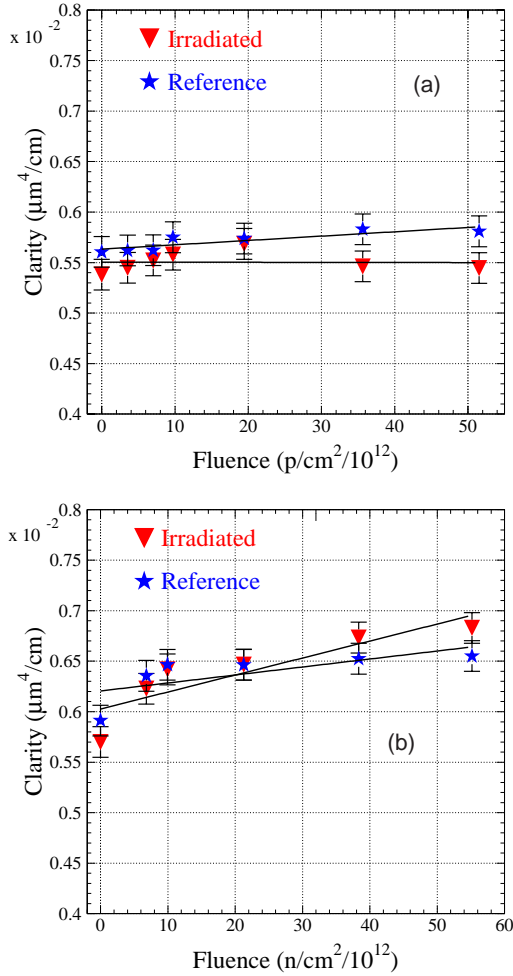 x 10 -2
0.8
Irradiated
0.75
Reference
(a)
0.7
0.65
Clarity (μm4/cm)
0.6
0.55
0.5
0.45
0.4
0 10 20 30 40 50
Fluence (p/cm2/1012)
x 10 -2
0.8
Irradiated
0.75
Reference
0.7
0.65
Clarity (μm4/cm)
0.6
(b)
0.55
0.5
0.45
0.4
0 10 20 30 40 50 60
Fluence (n/cm2/1012)